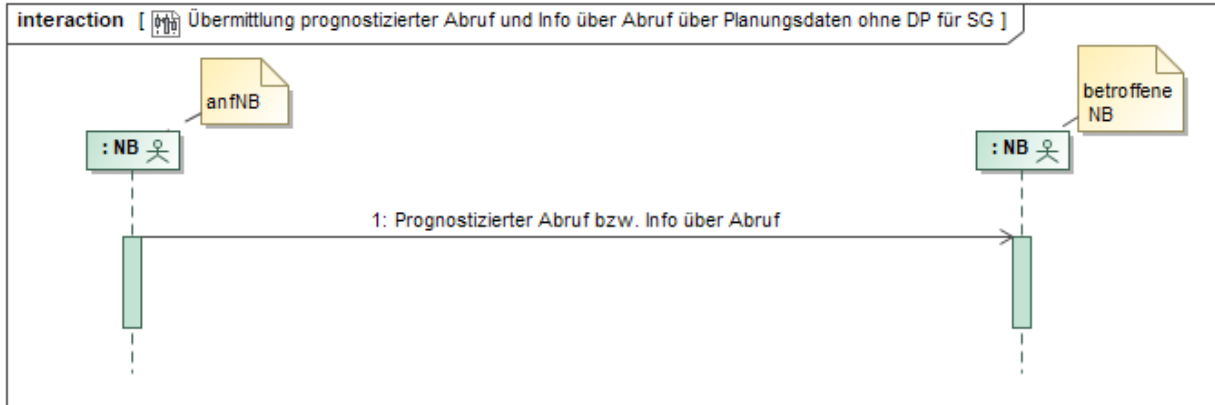 interaction [ Übermittlung prognostizierter Abruf und Info über Abruf über Planungsdaten ohne DP für SG ]
anfNB
betroffene
NB
: NB
: NB
1: Prognostizierter Abruf bzw. Info über Abruf